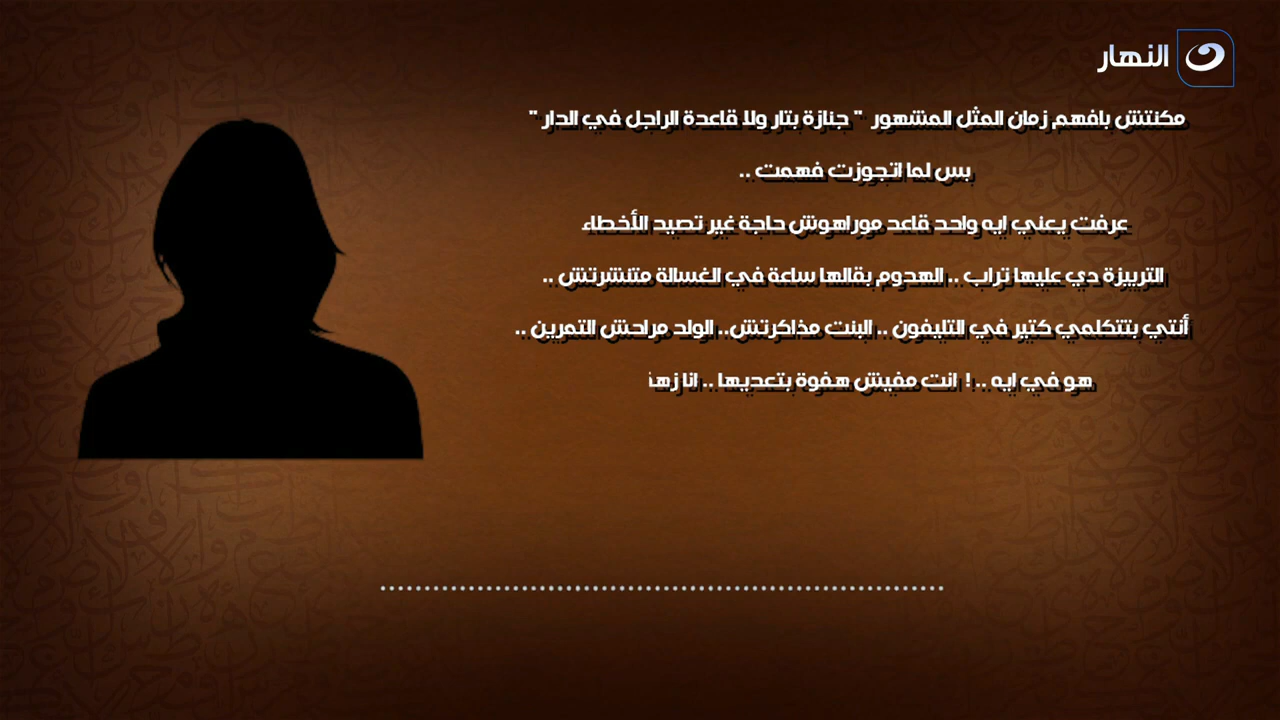 النهار
مكنتش بافهم زمان المثل المشهور " جنازة بتار ولا قاعدة الراجل في الدار "
بس لما اتجوزت فهمت ..
عرفت يعني ايه واحد قاعد موراهوش حاجة غير تصيد الأخطاء
التربيزة دي عليها تراب .. الهدوم بقالها ساعة في الغسالة متنشرتش ..
أنتي بتتكلمي كتير في التليفون .. البنت مذاكرتش.. الولد مراحش التمرين ..
هو في ايه .. ! انت مفيش هفوة بتعديها .. انا